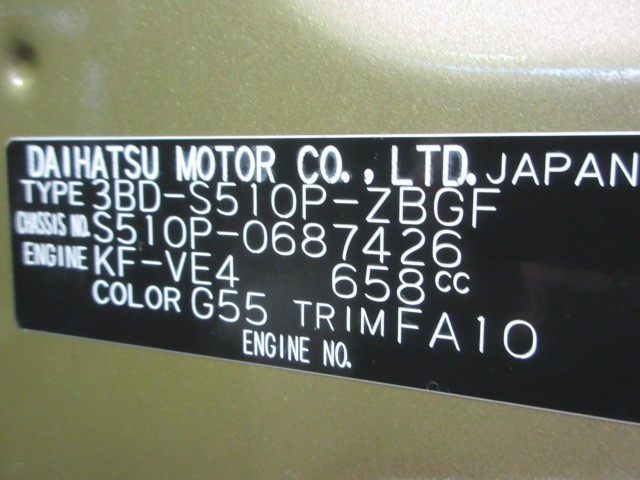 DAIHATSU MOTOR CO., LTD. JAPAN
TYPE 3BD-S510P-ZBGF
CHASSIS NO. S510P-0687426
ENGINE KF-VE4 658cc
COLOR G55 TRIM FA10
ENGINE NO.